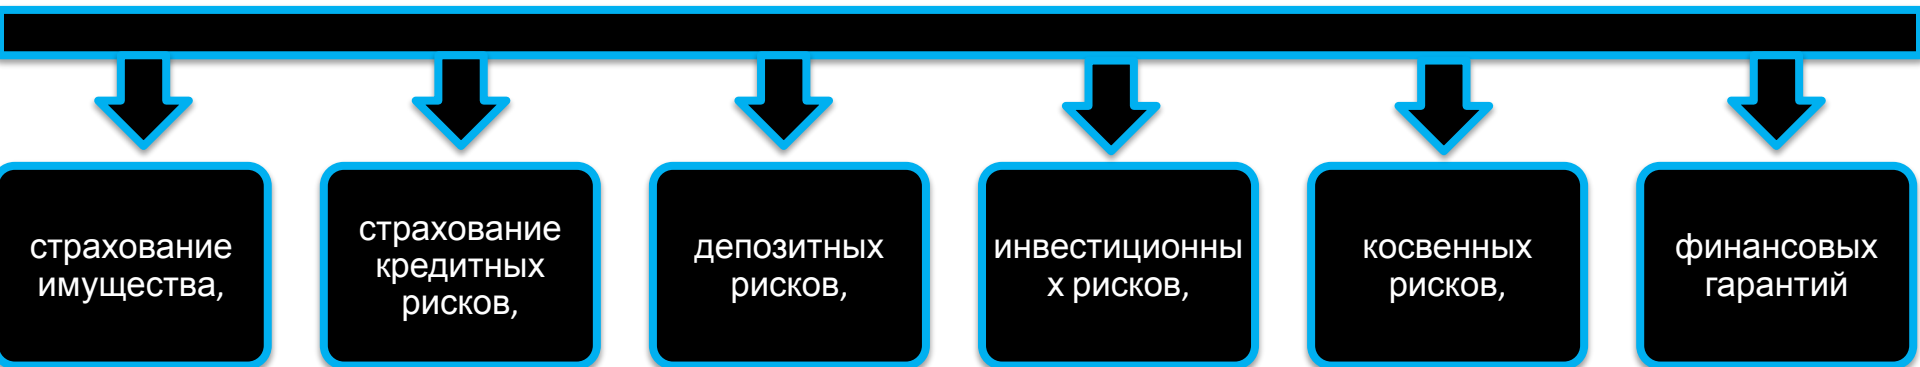 страхование
имущества,
страхование
кредитных
рисков,
депозитных
рисков,
инвестиционны
х рисков,
косвенных
рисков,
финансовых
гарантий